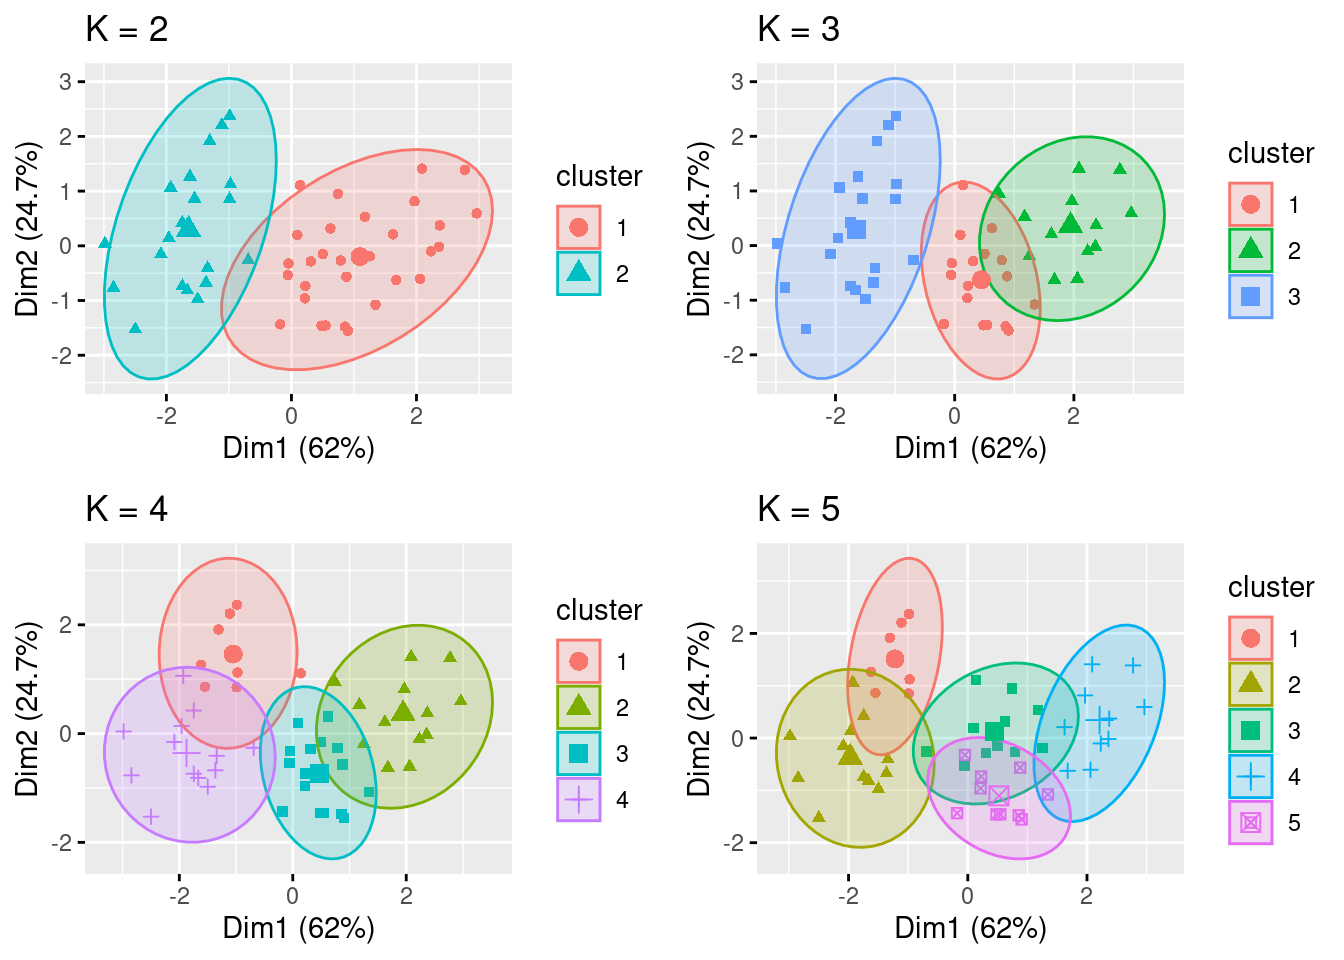 K = 2
3
2
1
0
-1
-2
Dim2 (24.7%)
-2 0 2
Dim1 (62%)
cluster
1
2
K = 3
3
2
1
0
-1
-2
Dim2 (24.7%)
-2 0 2
Dim1 (62%)
cluster
1
2
3
K = 4
2
0
-2
Dim2 (24.7%)
-2 0 2
Dim1 (62%)
cluster
1
2
3
4
K = 5
2
0
-2
Dim2 (24.7%)
-2 0 2
Dim1 (62%)
cluster
1
2
3
4
5